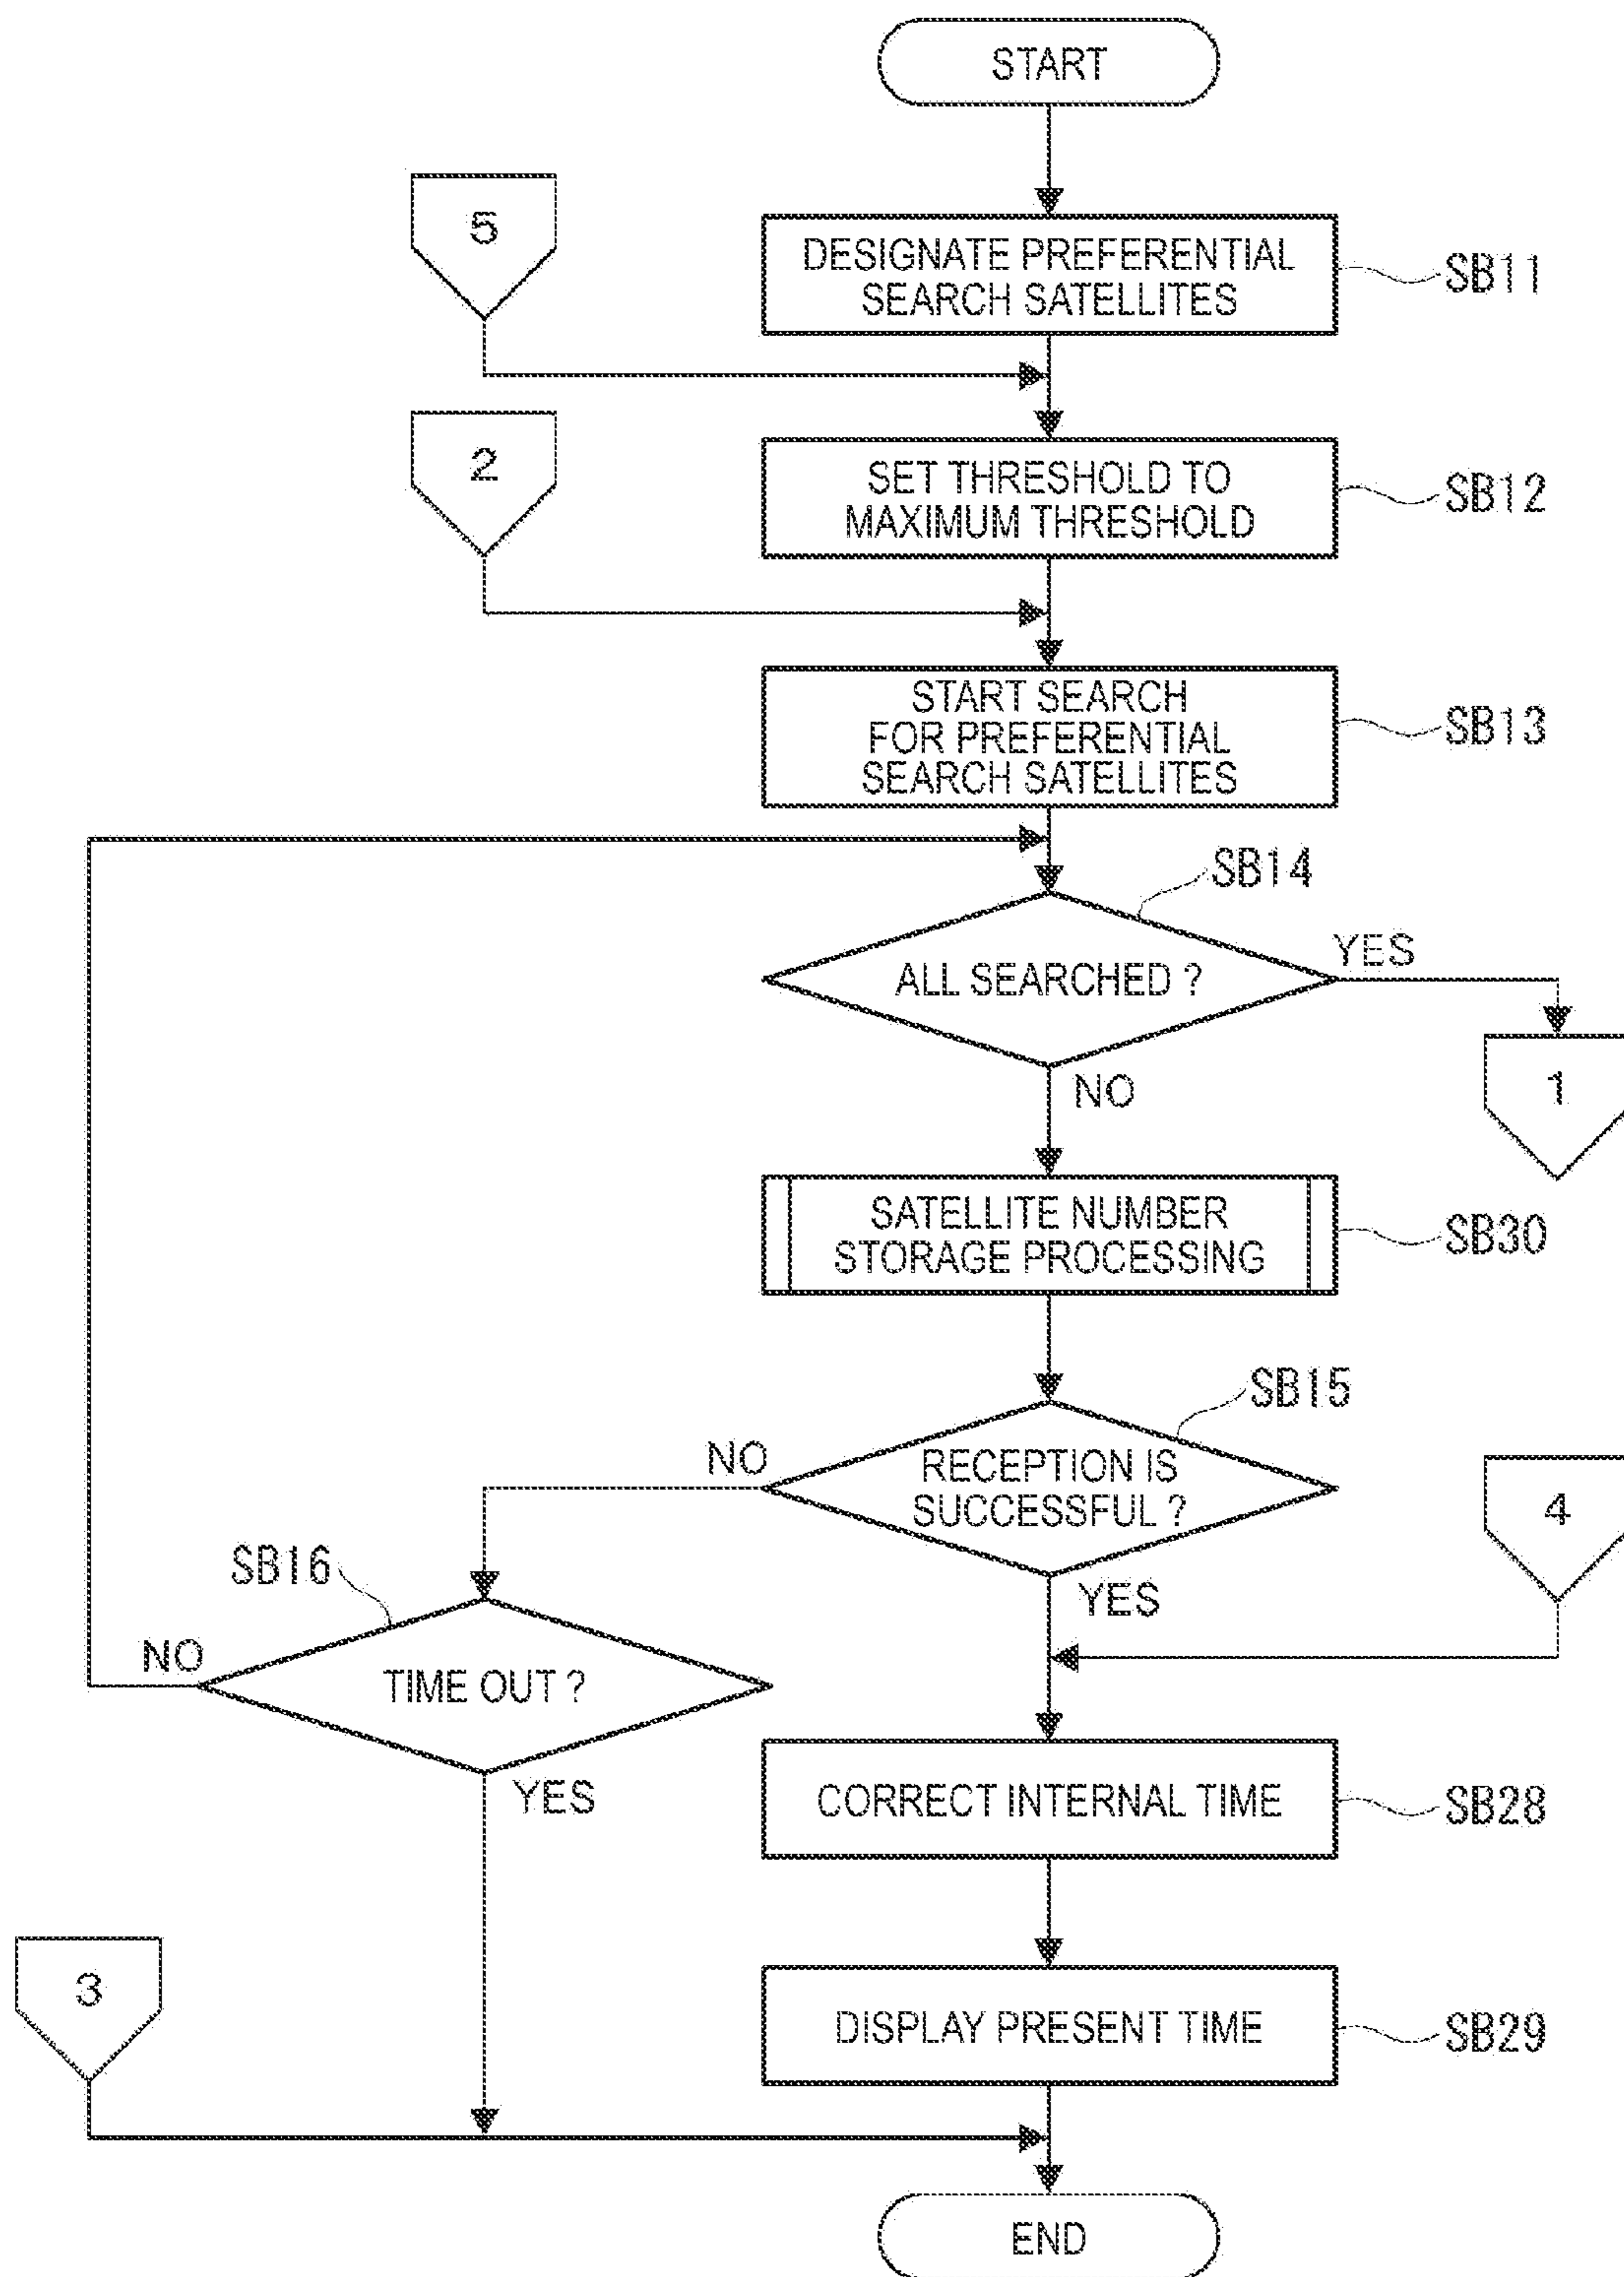 START
5
DESIGNATE PREFERENTIAL
SEARCH SATELLITES
SB11
2
SET THRESHOLD TO
MAXIMUM THRESHOLD
SB12
START SEARCH
FOR PREFERENTIAL
SEARCH SATELLITES
SB13
SB14
ALL SEARCHED ?
YES
1
NO
SATELLITE NUMBER
STORAGE PROCESSING
SB30
SB15
NO
RECEPTION IS
SUCCESSFUL ?
4
SB16
YES
NO
TIME OUT ?
YES
CORRECT INTERNAL TIME
SB28
3
DISPLAY PRESENT TIME
SB29
END